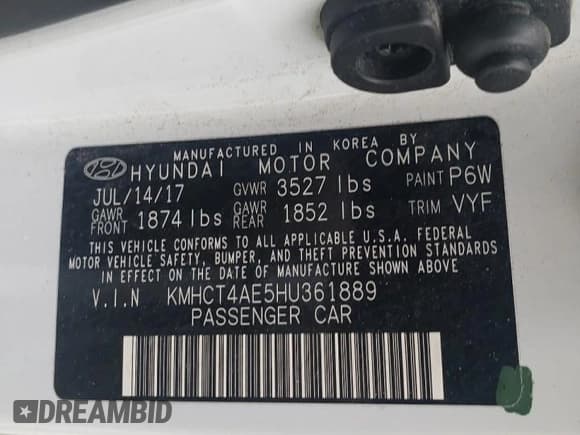 MANUFACTURED IN KOREA BY
HYUNDAI MOTOR COMPANY
JUL/14/17 GVWR 3527 lbs PAINT P6W
GAWR FRONT 1874 lbs GAWR REAR 1852 lbs TRIM VYF
THIS VEHICLE CONFORMS TO ALL APPLICABLE U.S.A. FEDERAL
MOTOR VEHICLE SAFETY, BUMPER, AND THEFT PREVENTION STANDARDS
IN EFFECT ON THE DATE OF MANUFACTURE SHOWN ABOVE.
V.I.N KMHCT4AE5HU361889
PASSENGER CAR
DREAMBID